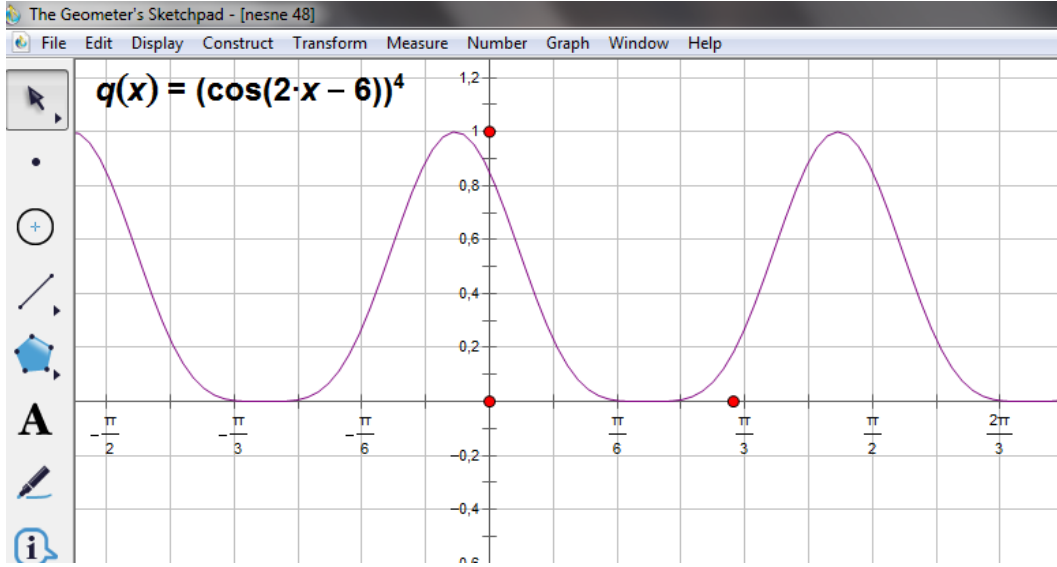 The Geometer's Sketchpad - [nesne 48]
File Edit Display Construct Transform Measure Number Graph Window Help
q(x) = (cos(2·x – 6))⁴
1,2
1
0,8
0,6
0,4
0,2
−π/2 −π/3 −π/6 π/6 π/3 π/2 2π/3
−0,2
−0,4
A
i